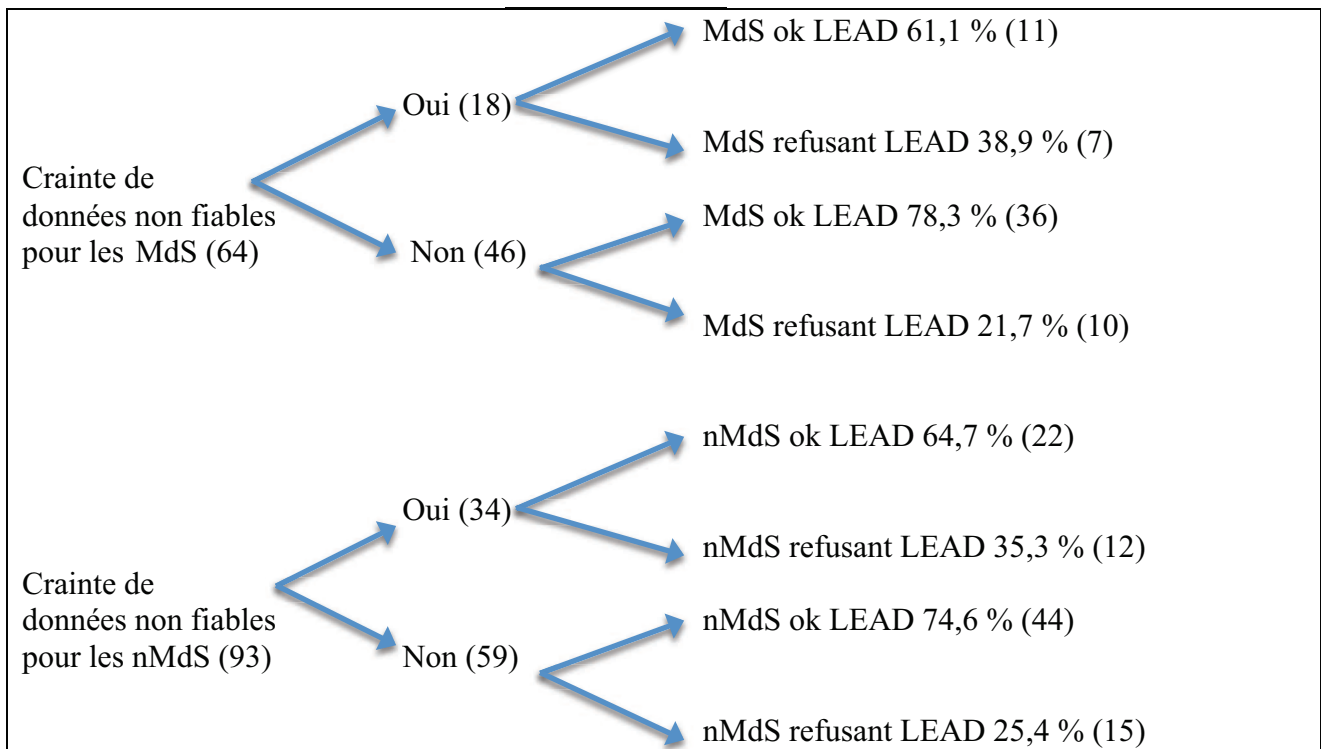 MdS ok LEAD 61,1 % (11)
Oui (18)
MdS refusant LEAD 38,9 % (7)
Crainte de
données non fiables
pour les MdS (64)
MdS ok LEAD 78,3 % (36)
Non (46)
MdS refusant LEAD 21,7 % (10)
nMdS ok LEAD 64,7 % (22)
Oui (34)
nMdS refusant LEAD 35,3 % (12)
Crainte de
données non fiables
pour les nMdS (93)
nMdS ok LEAD 74,6 % (44)
Non (59)
nMdS refusant LEAD 25,4 % (15)